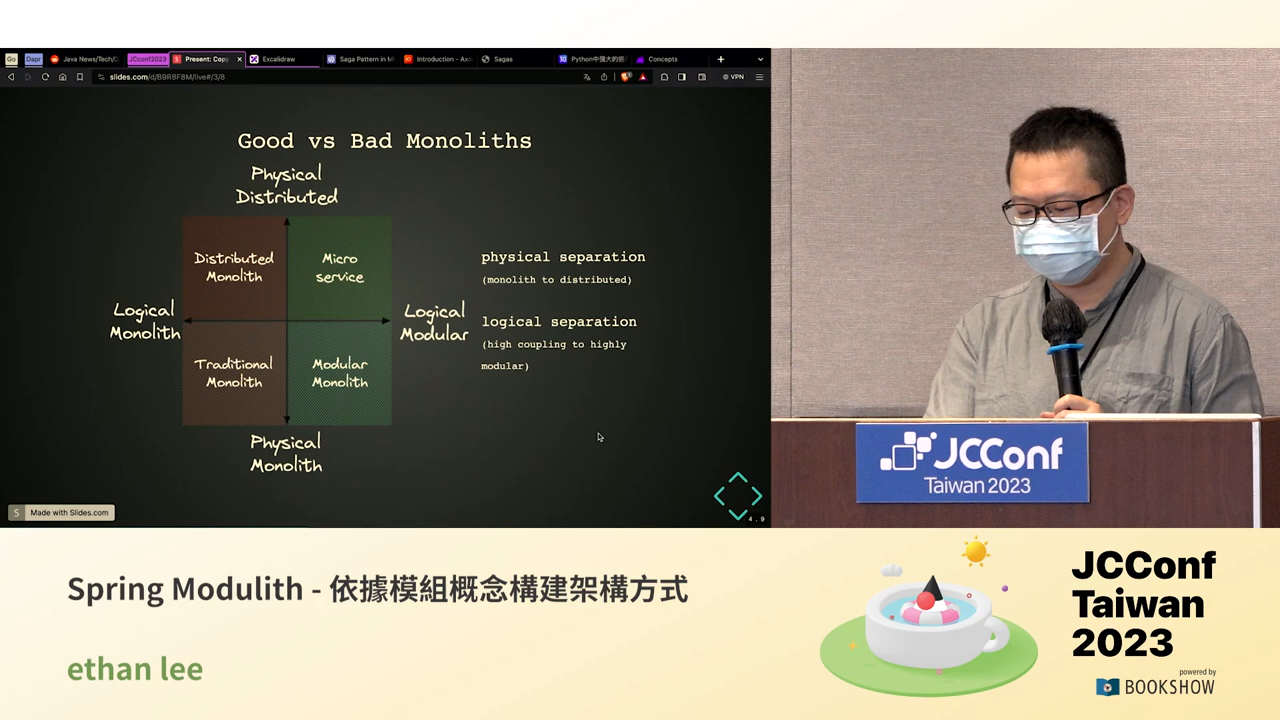 Go
Dapr
Java News/Tech/D
JCconf2023
Present: Copy
Excalidraw
Saga Pattern in M
Introduction - Axo
Sagas
Concepts
slides.com/d/B9R8F8M/live#/3/8
VPN
Good vs Bad Monoliths
Physical
Distributed
Distributed
Monolith
Micro
service
Logical
Monolith
Logical
Modular
Traditional
Monolith
Modular
Monolith
Physical
Monolith
physical separation
(monolith to distributed)
logical separation
(high coupling to highly
modular)
S Made with Slides.com
4.9
JCConf
Taiwan 2023
Spring Modulith - 依據模組概念構建架構方式
ethan lee
JCConf
Taiwan
2023
powered by
BOOKSHOW